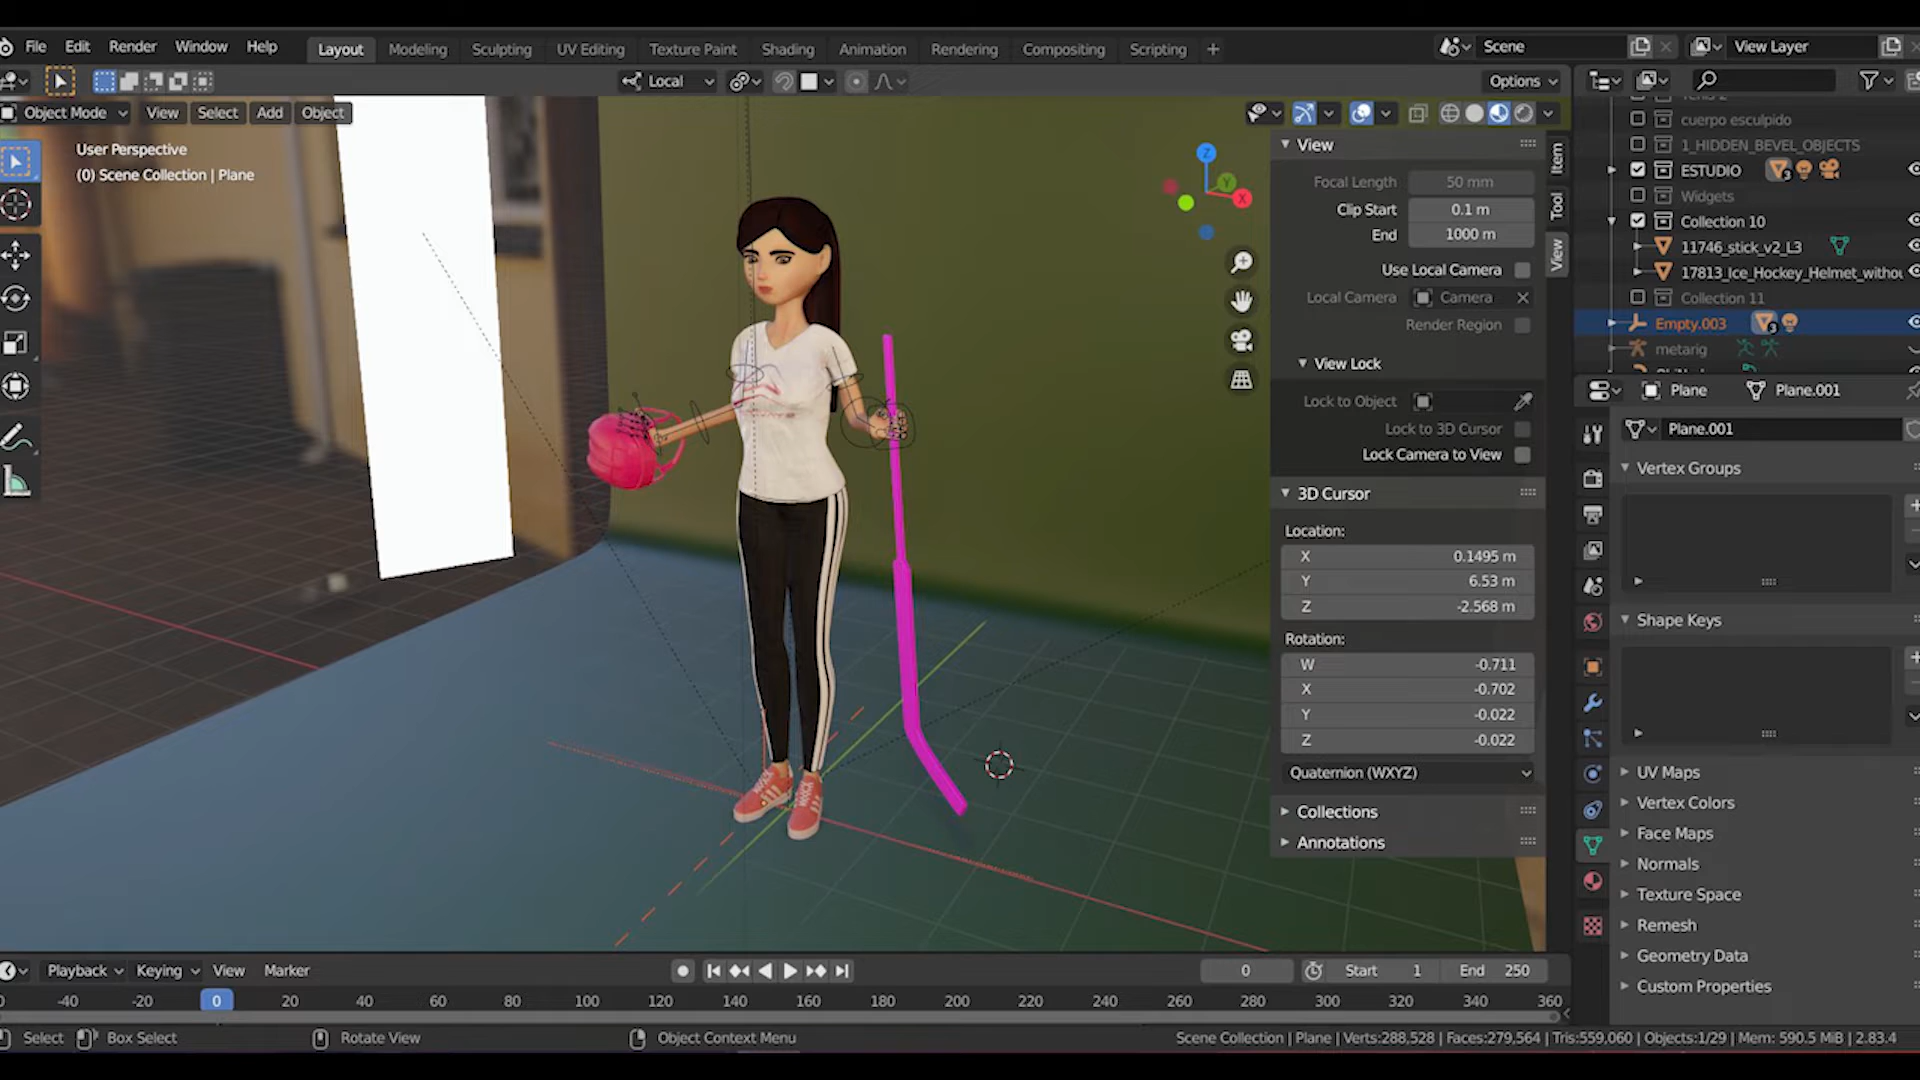 File Edit Render Window Help Layout Modeling Sculpting UV Editing Texture Paint Shading Animation Rendering Compositing Scripting + Scene View Layer
Local Options
Object Mode View Select Add Object
User Perspective
(0) Scene Collection | Plane
Z
Y
X
View
Focal Length 50 mm
Clip Start 0.1 m
End 1000 m
Use Local Camera
Local Camera Camera
Render Region
View Lock
Lock to Object
Lock to 3D Cursor
Lock Camera to View
3D Cursor
Location:
X 0.1495 m
Y 6.53 m
Z -2.568 m
Rotation:
W -0.711
X -0.702
Y -0.022
Z -0.022
Quaternion (WXYZ)
Collections
Annotations
Item
Tool
View
cuerpo esculpido
1_HIDDEN_BEVEL_OBJECTS
ESTUDIO 3
Widgets
Collection 10
11746_stick_v2_L3
17813_Ice_Hockey_Helmet_withou
Collection 11
Empty.003 3
metarig
Plane Plane.001
Plane.001
Vertex Groups
Shape Keys
UV Maps
Vertex Colors
Face Maps
Normals
Texture Space
Remesh
Geometry Data
Custom Properties
Playback Keying View Marker 0 Start 1 End 250
-40 -20 0 20 40 60 80 100 120 140 160 180 200 220 240 260 280 300 320 340 360
Select Box Select Rotate View Object Context Menu Scene Collection | Plane | Verts:288,528 | Faces:279,564 | Tris:559,060 | Objects:1/29 | Mem: 590.5 MiB | 2.83.4